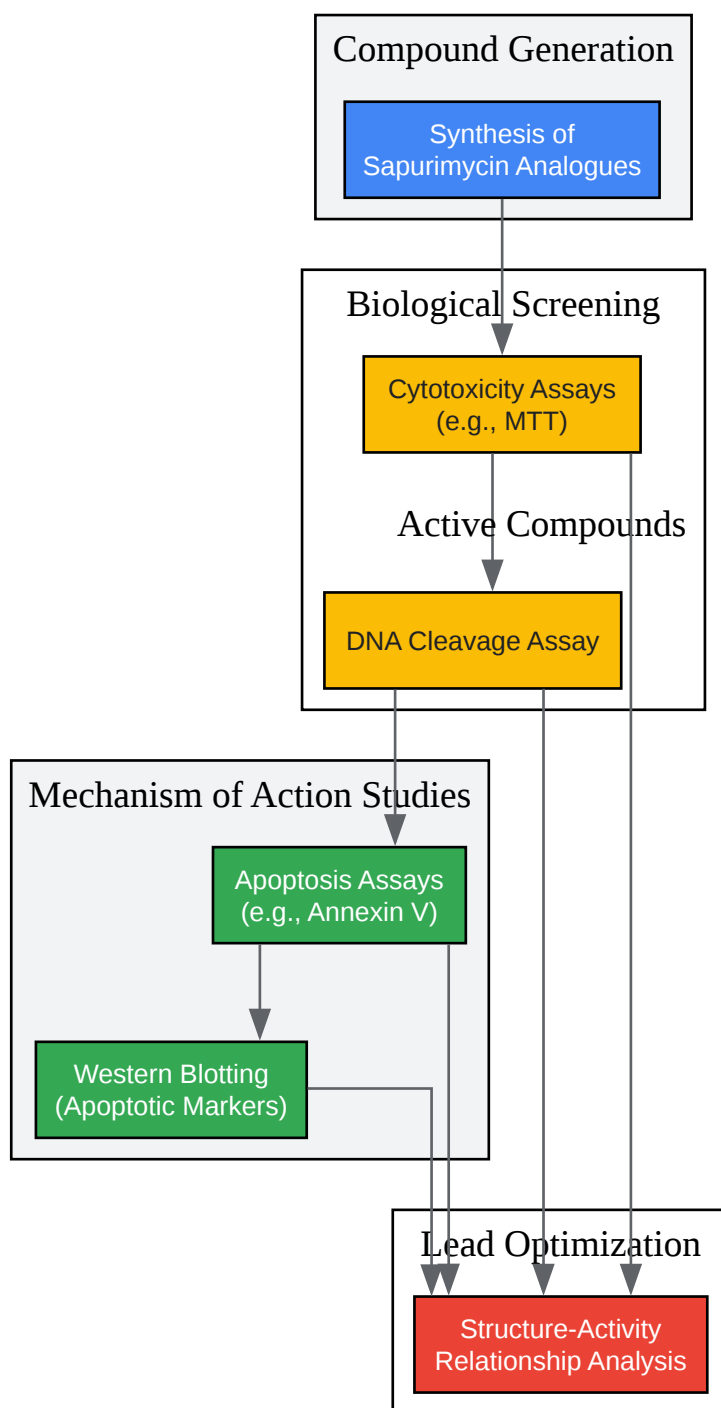 Compound Generation
Synthesis of
Sapurimycin Analogues
Biological Screening
Cytotoxicity Assays
(e.g., MTT)
Active Compounds
DNA Cleavage Assay
Mechanism of Action Studies
Apoptosis Assays
(e.g., Annexin V)
Western Blotting
(Apoptotic Markers)
Lead Optimization
Structure-Activity
Relationship Analysis